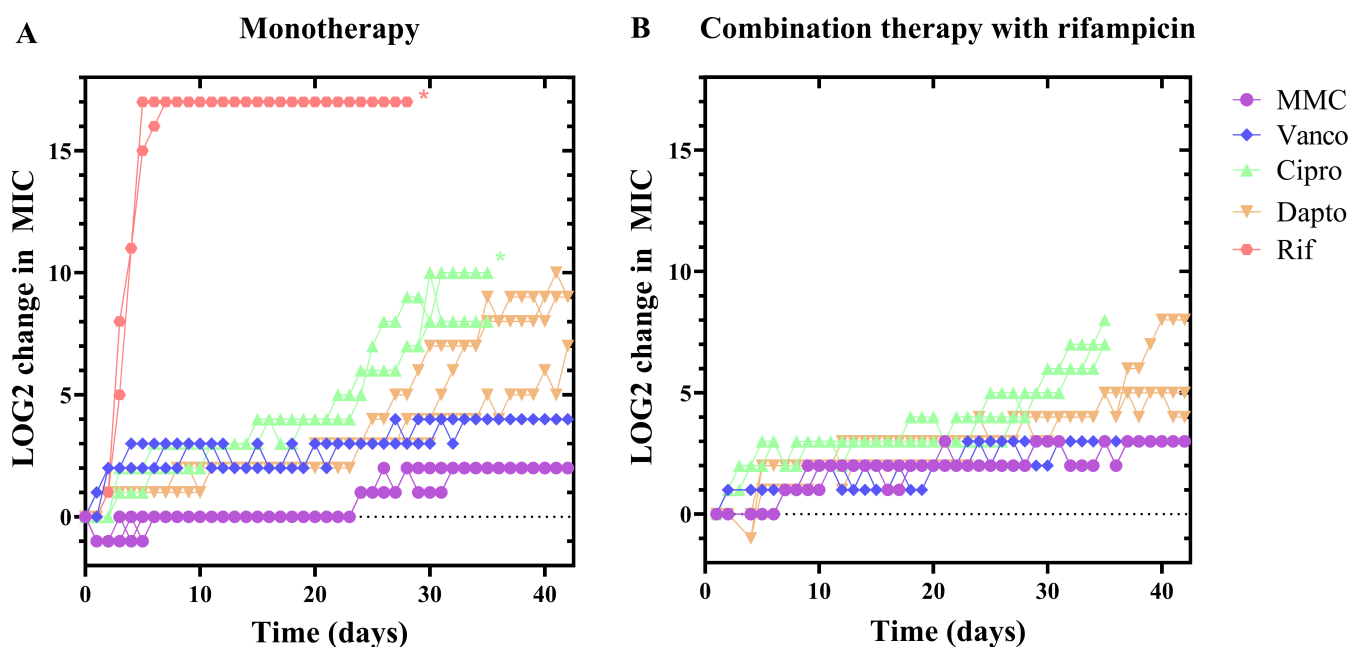 A
Monotherapy
LOG2 change in MIC
15
10
5
0
*
*
0
10
20
30
40
Time (days)
B
Combination therapy with rifampicin
LOG2 change in MIC
15
10
5
0
0
10
20
30
40
Time (days)
MMC
Vanco
Cipro
Dapto
Rif